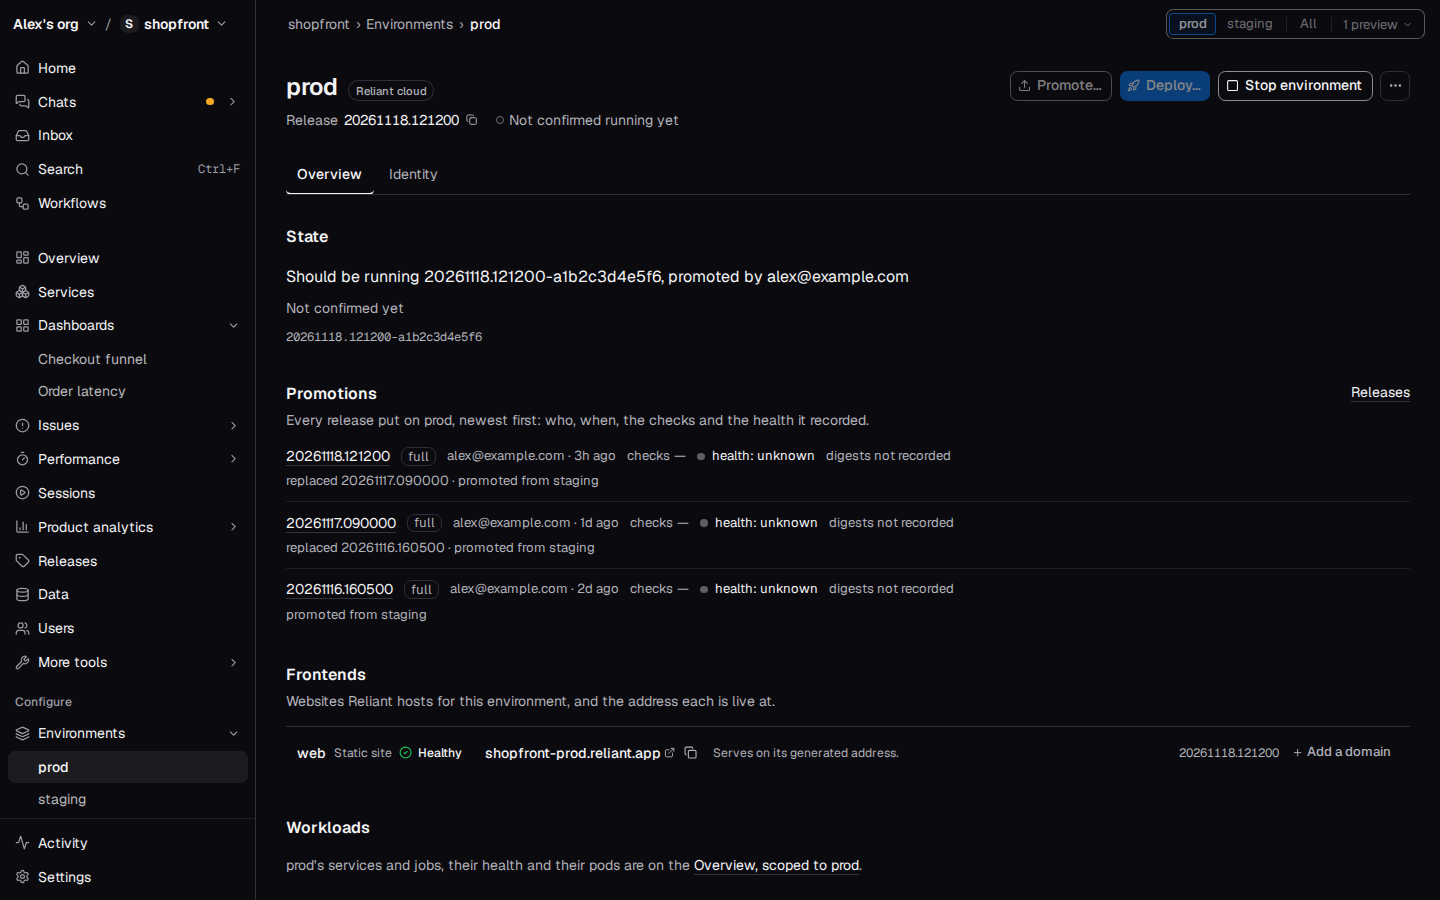 Alex's org / S shopfront
Home
Chats
Inbox
Search Ctrl+F
Workflows
Overview
Services
Dashboards
Checkout funnel
Order latency
Issues
Performance
Sessions
Product analytics
Releases
Data
Users
More tools
Configure
Environments
prod
staging
Activity
Settings
shopfront › Environments › prod
prod staging All 1 preview
prod Reliant cloud
Promote... Deploy... Stop environment
Release 20261118.121200 Not confirmed running yet
Overview Identity
State
Should be running 20261118.121200-a1b2c3d4e5f6, promoted by alex@example.com
Not confirmed yet
20261118.121200-a1b2c3d4e5f6
Promotions Releases
Every release put on prod, newest first: who, when, the checks and the health it recorded.
20261118.121200 full alex@example.com · 3h ago checks — health: unknown digests not recorded
replaced 20261117.090000 · promoted from staging
20261117.090000 full alex@example.com · 1d ago checks — health: unknown digests not recorded
replaced 20261116.160500 · promoted from staging
20261116.160500 full alex@example.com · 2d ago checks — health: unknown digests not recorded
promoted from staging
Frontends
Websites Reliant hosts for this environment, and the address each is live at.
web Static site Healthy shopfront-prod.reliant.app Serves on its generated address. 20261118.121200 + Add a domain
Workloads
prod's services and jobs, their health and their pods are on the Overview, scoped to prod.